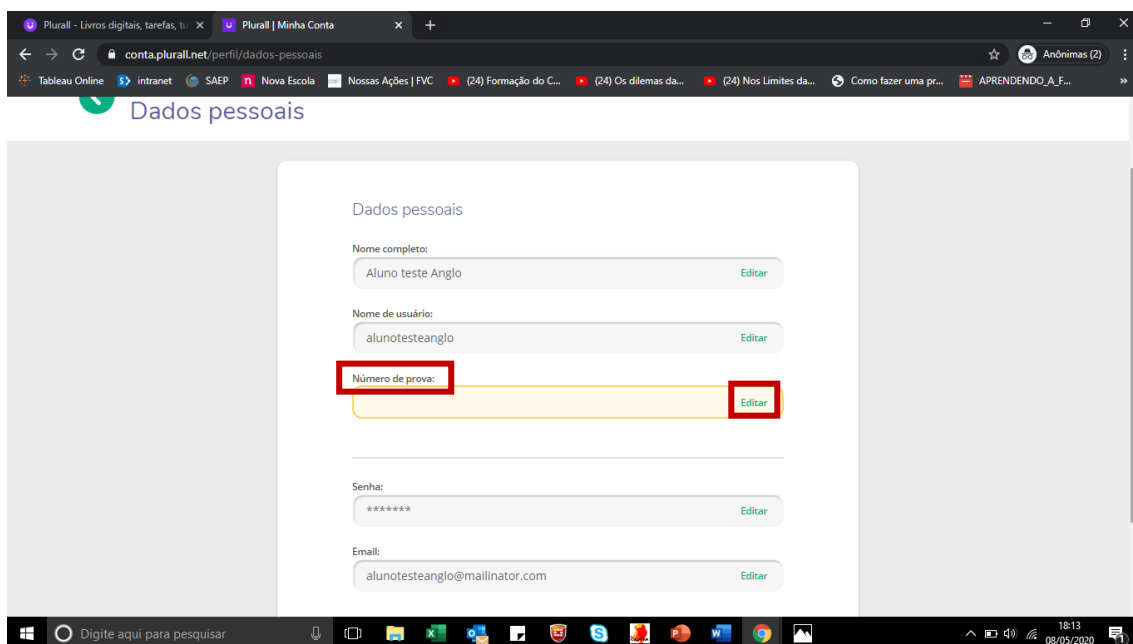 Plurall - Livros digitais, tarefas, tu
Plurall | Minha Conta
conta.plurall.net/perfil/dados-pessoais
Anônimas (2)
Tableau Online
intranet
SAEP
Nova Escola
Nossas Ações | FVC
(24) Formação do C...
(24) Os dilemas da...
(24) Nos Limites da...
Como fazer uma pr...
APRENDENDO_A_F...
»
Dados pessoais
Dados pessoais
Nome completo:
Aluno teste Anglo Editar
Nome de usuário:
alunotesteanglo Editar
Número de prova:
Editar
Senha:
******* Editar
Email:
alunotesteanglo@mailinator.com Editar
Digite aqui para pesquisar
18:13
08/05/2020